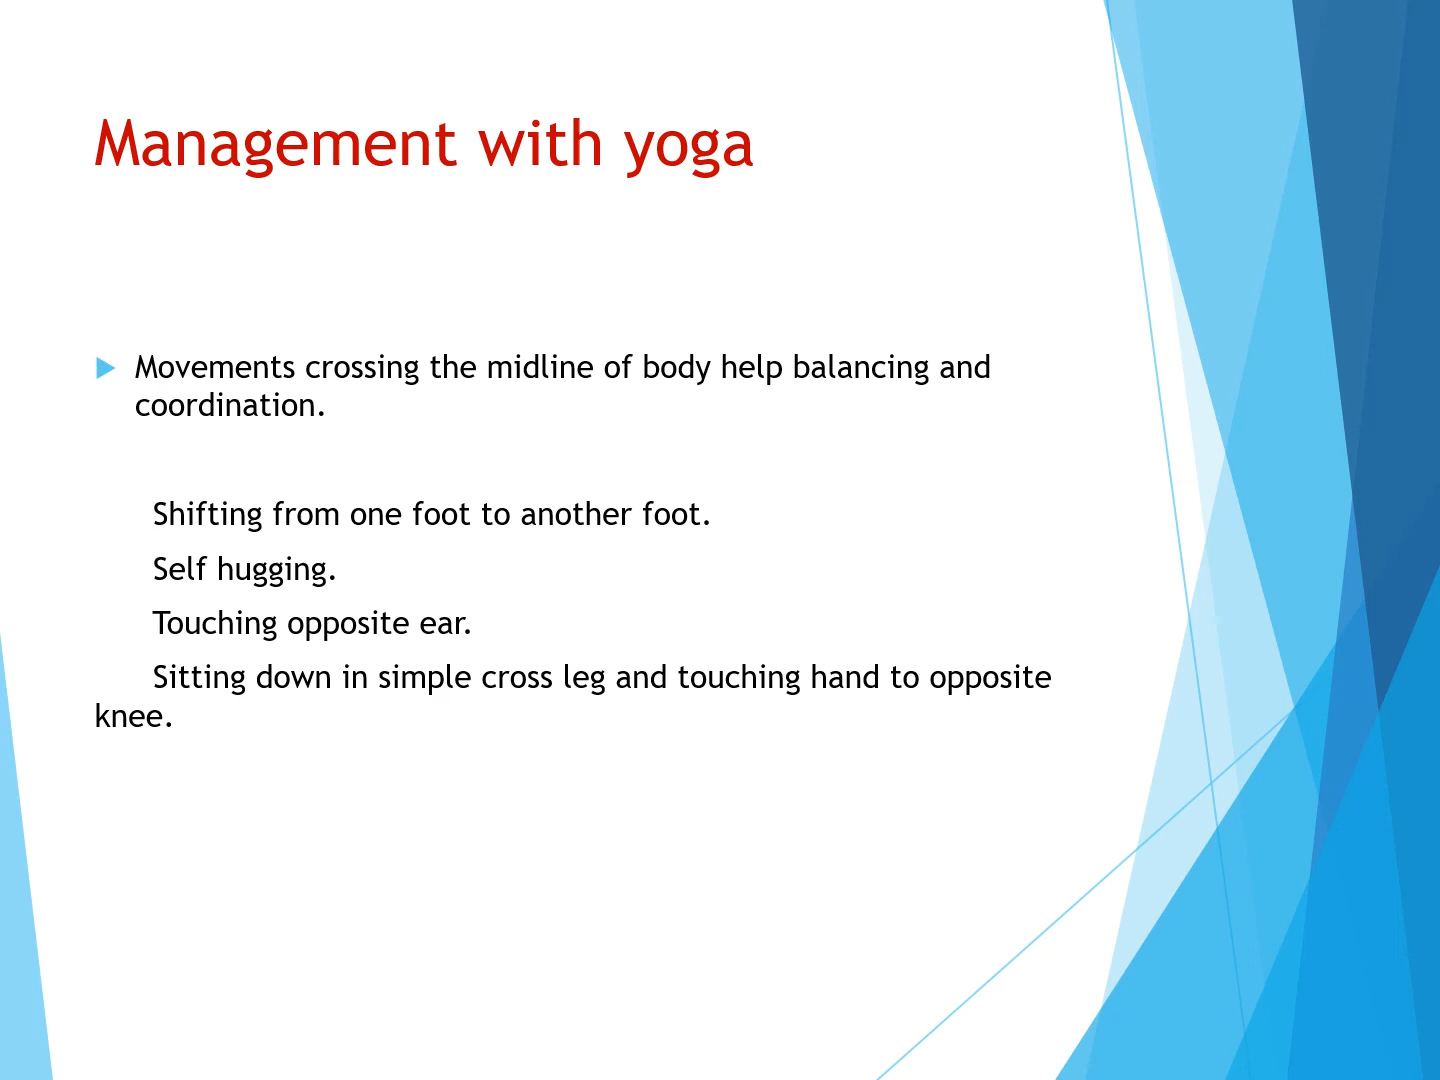 Management with yoga
Movements crossing the midline of body help balancing and
coordination.
Shifting from one foot to another foot.
Self hugging.
Touching opposite ear.
Sitting down in simple cross leg and touching hand to opposite
knee.